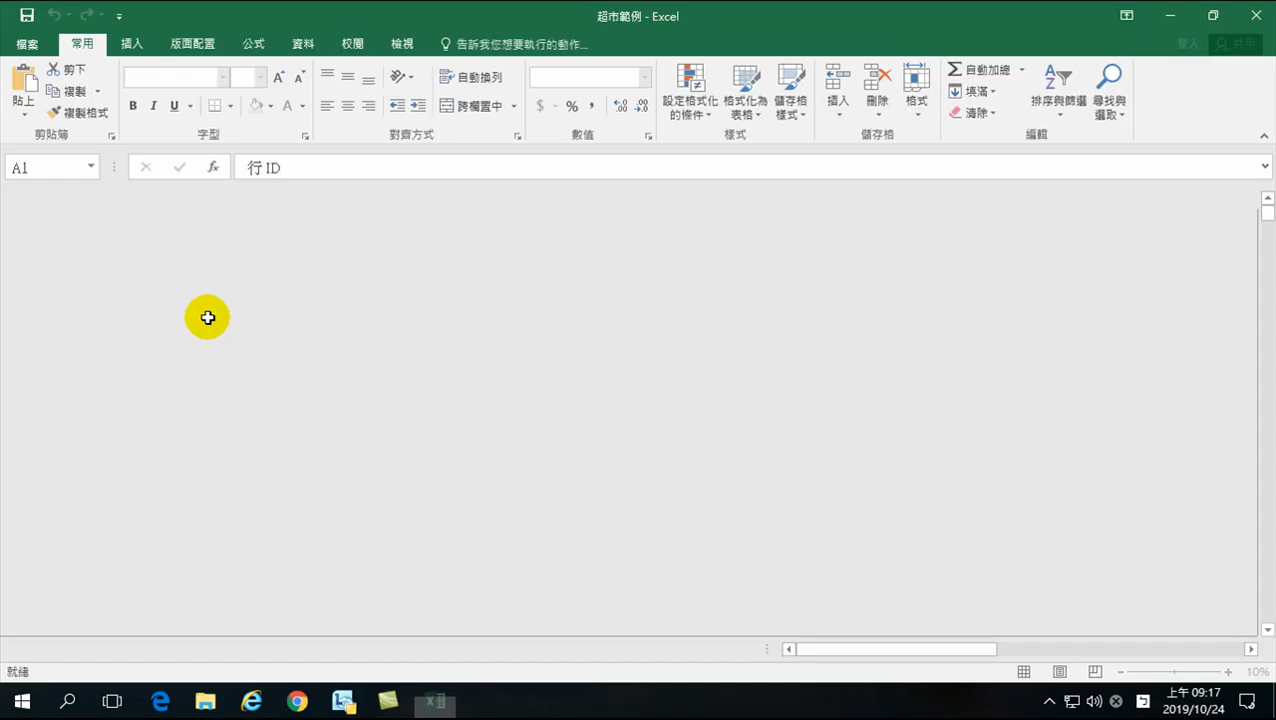 超市範例 - Excel
檔案 常用 插入 版面配置 公式 資料 校閱 檢視 告訴我您想要執行的動作... 登入 共用
貼上 剪下 複製 複製格式
B I U A
自動換列
跨欄置中
$ % ,
設定格式化的條件 格式化為表格 儲存格樣式
插入 刪除 格式
自動加總 填滿 清除
排序與篩選 尋找與選取
剪貼簿 字型 對齊方式 數值 樣式 儲存格 編輯
A1 fx 行 ID
就緒 10%
上午 09:17
2019/10/24